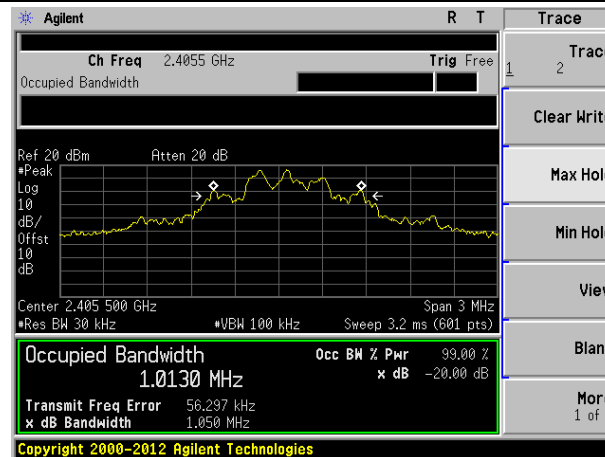 Agilent R T Trace
Ch Freq 2.4055 GHz Trig Free
Occupied Bandwidth
Trac
1 2
Clear Writ
Max Hol
Min Hol
Vie
Blan
Mor
1 of
Ref 20 dBm Atten 20 dB
#Peak
Log
10
dB/
Offst
10
dB
Center 2.405 500 GHz Span 3 MHz
#Res BW 30 kHz #VBW 100 kHz Sweep 3.2 ms (601 pts)
Occupied Bandwidth Occ BW % Pwr 99.00 %
1.0130 MHz x dB -20.00 dB
Transmit Freq Error 56.297 kHz
x dB Bandwidth 1.050 MHz
Copyright 2000-2012 Agilent Technologies